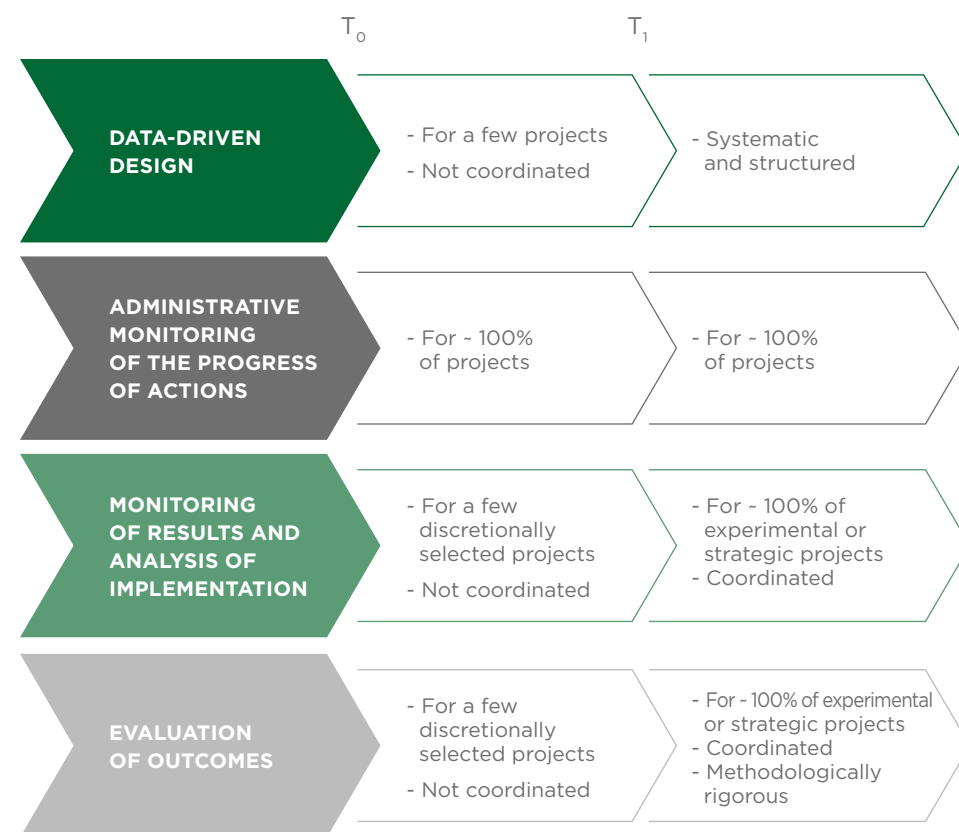 T0
T1
DATA-DRIVEN
DESIGN
- For a few projects
- Not coordinated
- Systematic
and structured
ADMINISTRATIVE
MONITORING
OF THE PROGRESS
OF ACTIONS
- For ~ 100%
of projects
- For ~ 100%
of projects
MONITORING
OF RESULTS AND
ANALYSIS OF
IMPLEMENTATION
- For a few
discretionally
selected projects
- Not coordinated
- For ~ 100% of
experimental or
strategic projects
- Coordinated
EVALUATION
OF OUTCOMES
- For a few
discretionally
selected projects
- Not coordinated
- For ~ 100% of experimental
or strategic projects
- Coordinated
- Methodologically
rigorous